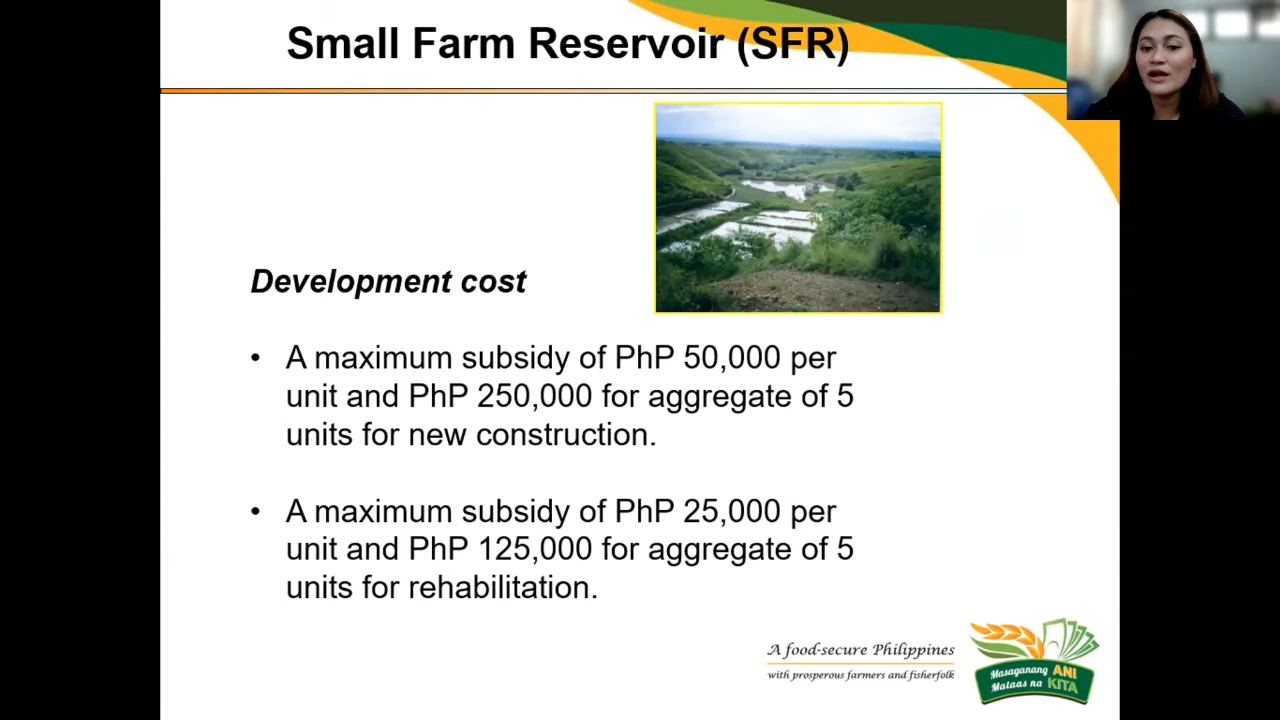 Small Farm Reservoir (SFR)
Development cost
• A maximum subsidy of PhP 50,000 per
unit and PhP 250,000 for aggregate of 5
units for new construction.
• A maximum subsidy of PhP 25,000 per
unit and PhP 125,000 for aggregate of 5
units for rehabilitation.
A food-secure Philippines
with prosperous farmers and fisherfolk
Masaganang ANI
Mataas na KITA